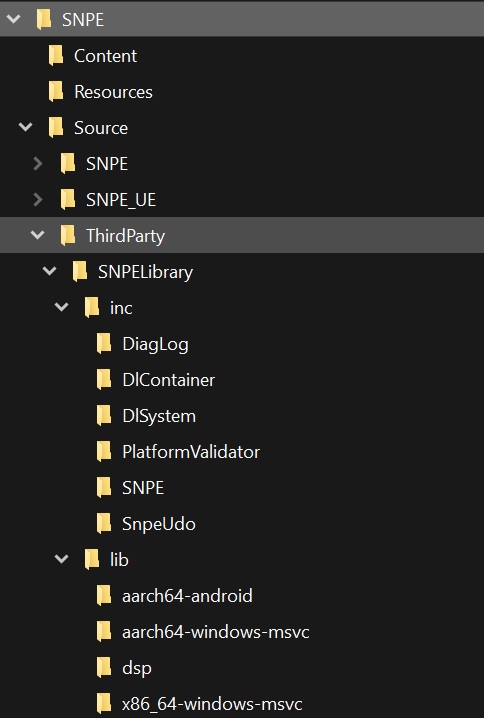 SNPE
Content
Resources
Source
SNPE
SNPE_UE
ThirdParty
SNPELibrary
inc
DiagLog
DlContainer
DlSystem
PlatformValidator
SNPE
SnpeUdo
lib
aarch64-android
aarch64-windows-msvc
dsp
x86_64-windows-msvc